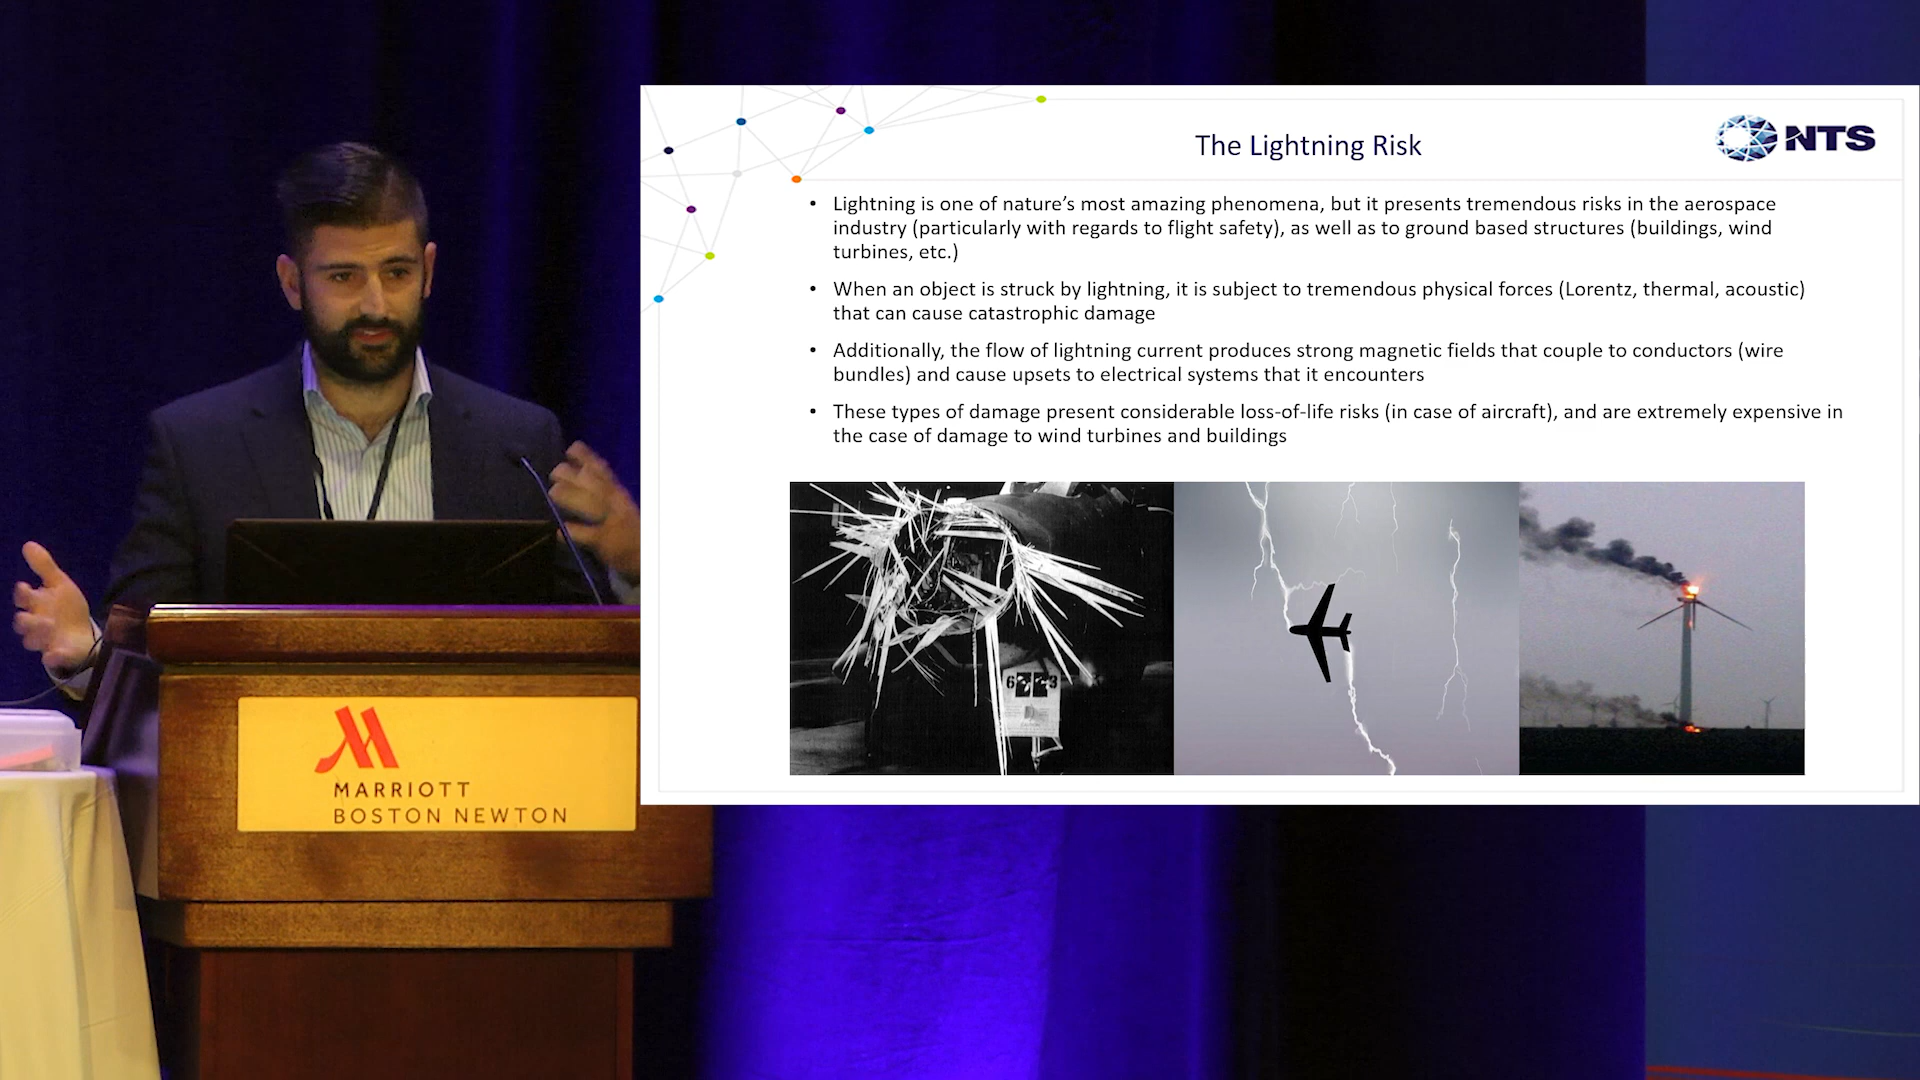 The Lightning Risk
NTS
• Lightning is one of nature’s most amazing phenomena, but it presents tremendous risks in the aerospace
industry (particularly with regards to flight safety), as well as to ground based structures (buildings, wind
turbines, etc.)
• When an object is struck by lightning, it is subject to tremendous physical forces (Lorentz, thermal, acoustic)
that can cause catastrophic damage
• Additionally, the flow of lightning current produces strong magnetic fields that couple to conductors (wire
bundles) and cause upsets to electrical systems that it encounters
• These types of damage present considerable loss-of-life risks (in case of aircraft), and are extremely expensive in
the case of damage to wind turbines and buildings
MARRIOTT
BOSTON NEWTON